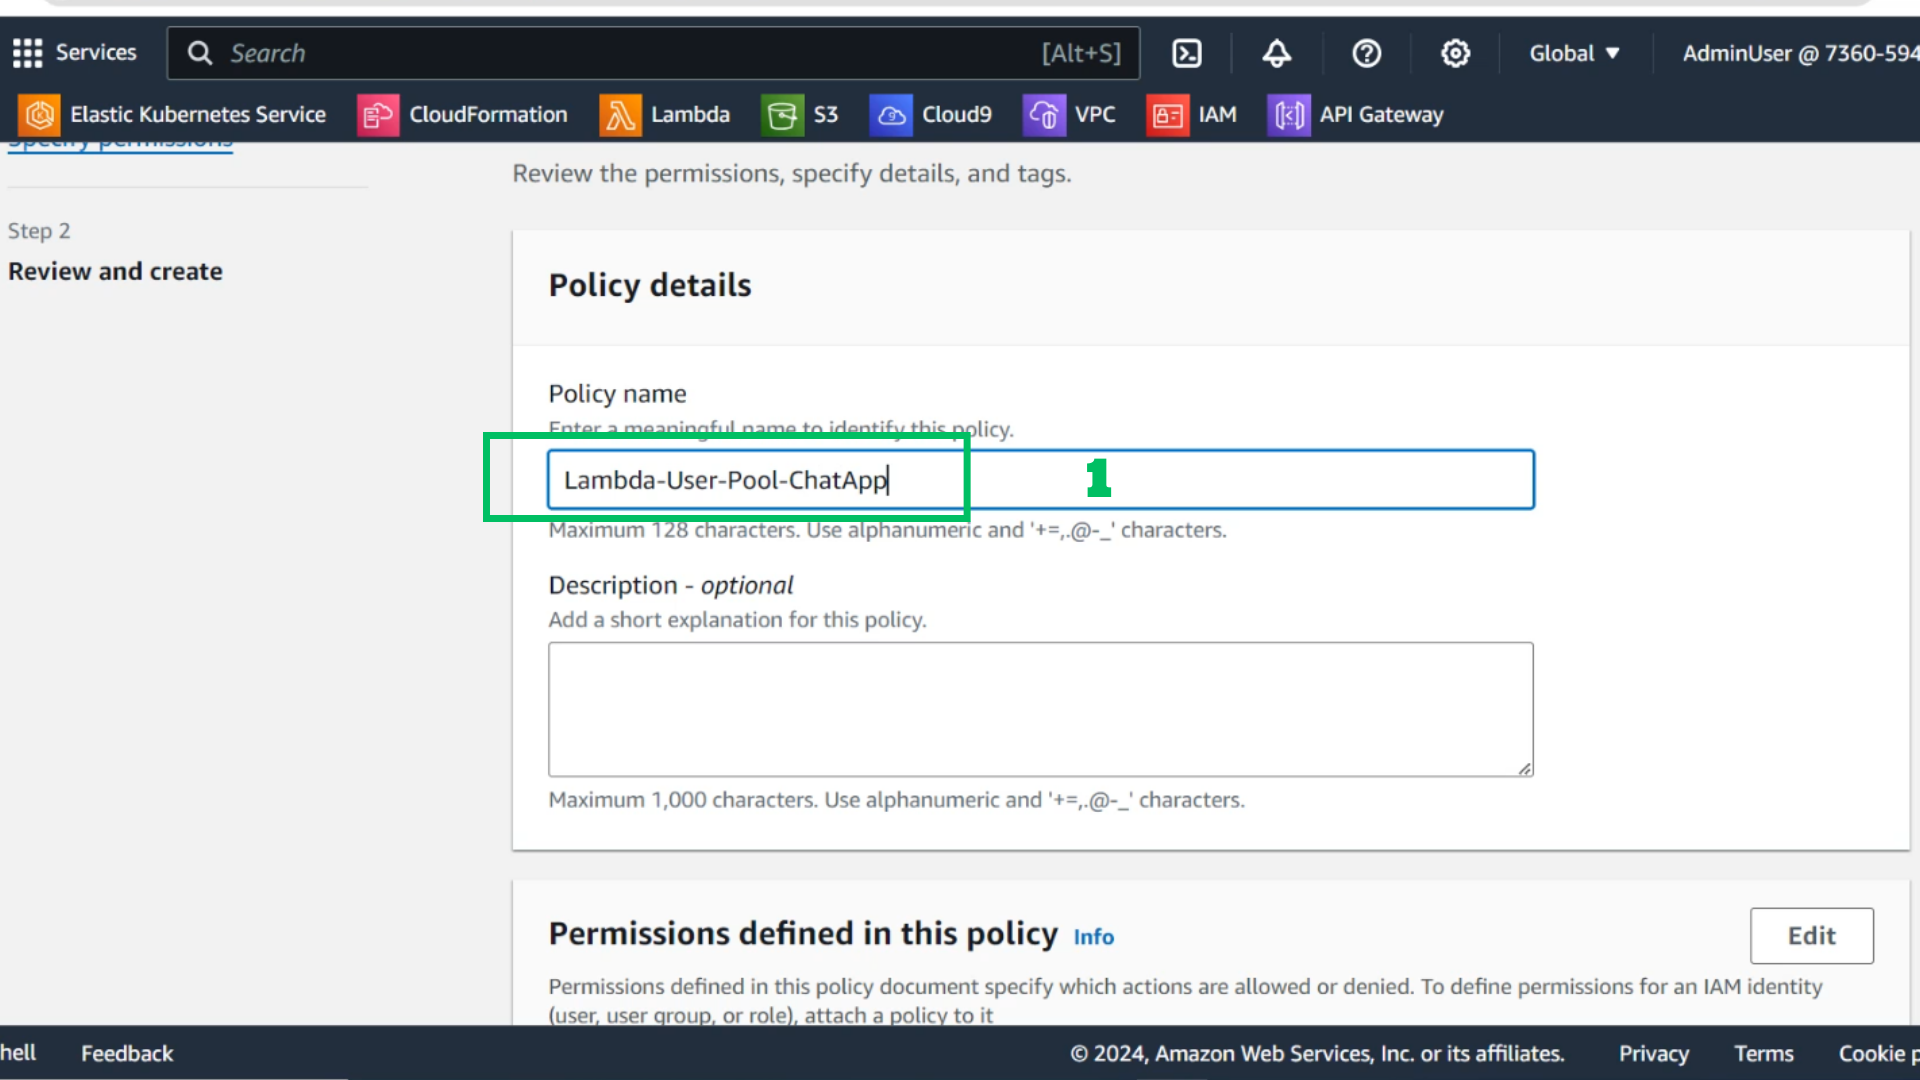 Services
Search
[Alt+S]
Global
AdminUser @ 7360-594
Elastic Kubernetes Service
CloudFormation
Lambda
S3
Cloud9
VPC
IAM
API Gateway
Specify permissions
Step 2
Review and create
Review the permissions, specify details, and tags.
Policy details
Policy name
Enter a meaningful name to identify this policy.
Lambda-User-Pool-ChatApp
1
Maximum 128 characters. Use alphanumeric and '+=,.@-_' characters.
Description - optional
Add a short explanation for this policy.
Maximum 1,000 characters. Use alphanumeric and '+=,.@-_' characters.
Permissions defined in this policy Info
Edit
Permissions defined in this policy document specify which actions are allowed or denied. To define permissions for an IAM identity
(user, user group, or role), attach a policy to it
hell
Feedback
© 2024, Amazon Web Services, Inc. or its affiliates.
Privacy
Terms
Cookie p